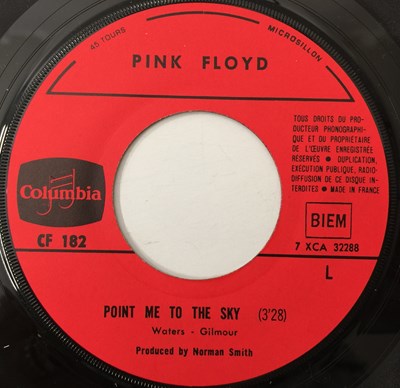 45 TOURS
MICROSILLON
PINK FLOYD
Columbia
CF 182
TOUS DROITS DU PRO-
DUCTEUR PHONOGRAPHI-
QUE ET DU PROPRIÉTAIRE
DE L'ŒUVRE ENREGISTRÉE
RÉSERVÉS • DUPLICATION,
EXÉCUTION PUBLIQUE, RADIO-
DIFFUSION DE CE DISQUE IN-
TERDITES • MADE IN FRANCE
BIEM
7 XCA 32288
L
POINT ME TO THE SKY (3'28)
Waters - Gilmour
Produced by Norman Smith